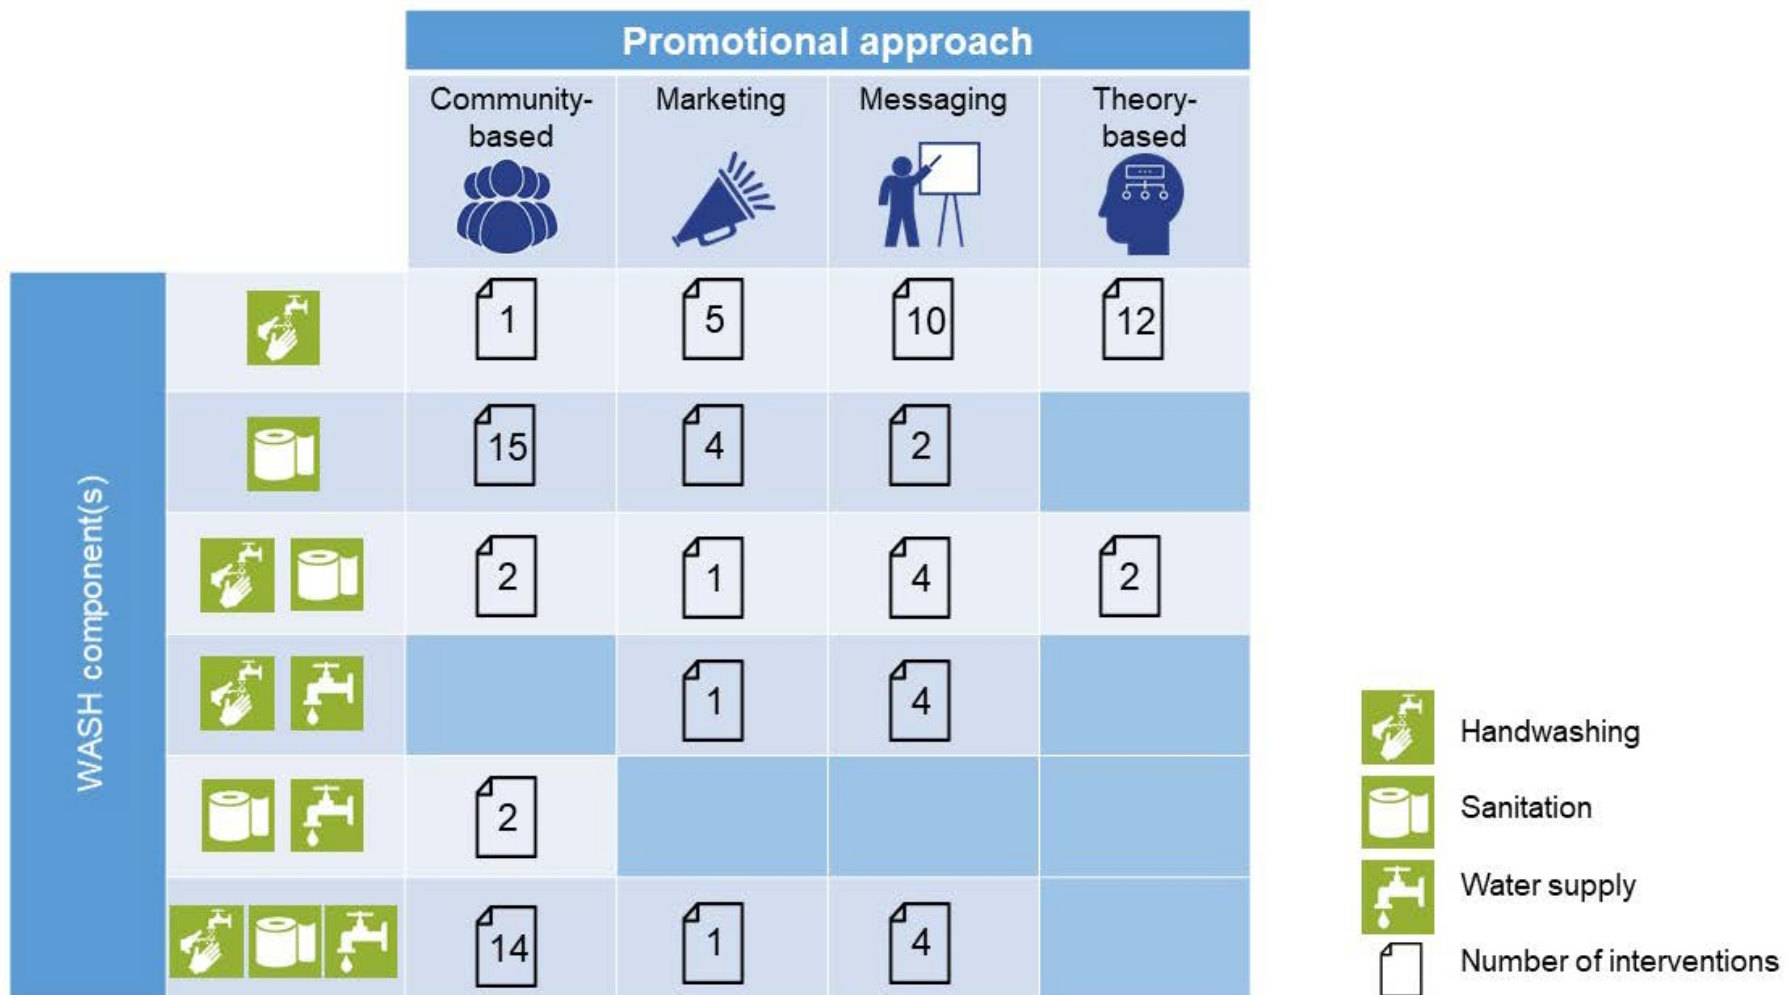 Promotional approach
Community-
based
Marketing
Messaging
Theory-
based
WASH component(s)
1
5
10
12
15
4
2
2
1
4
2
1
4
2
14
1
4
Handwashing
Sanitation
Water supply
Number of interventions